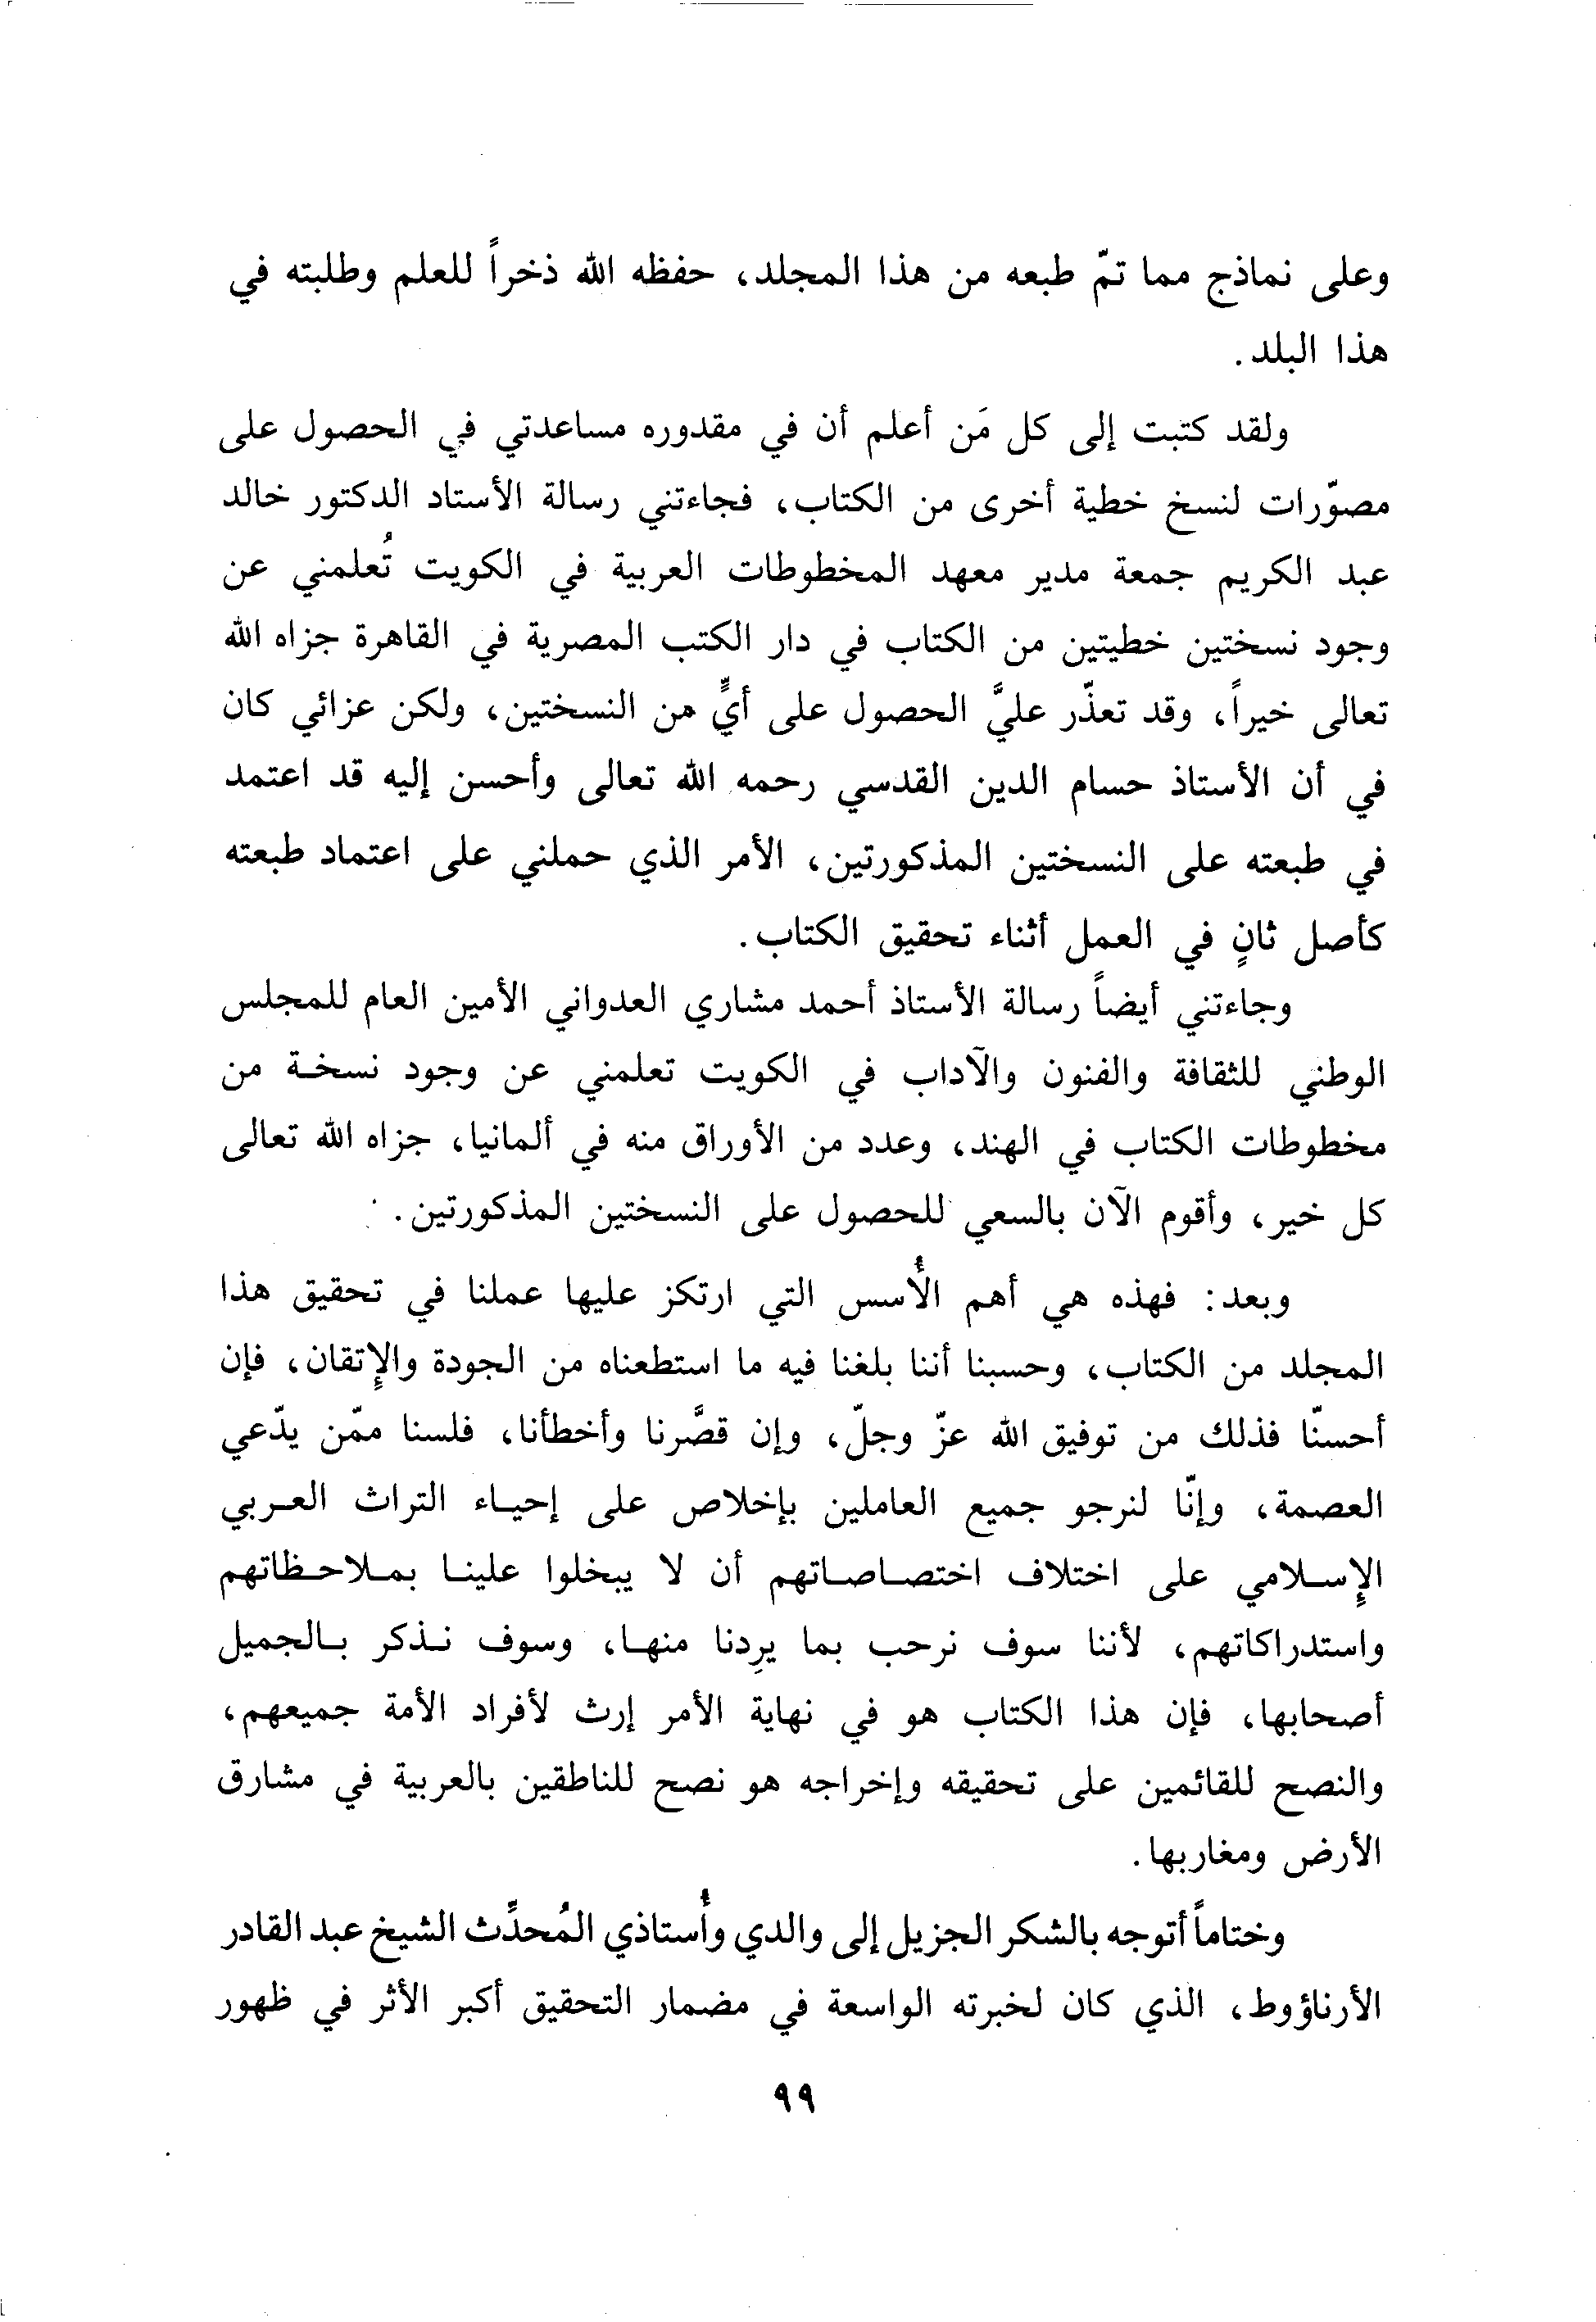 وعلى نماذج مما تمّ طبعه من هذا المجلد، حفظه الله ذخراً للعلم وطلبته في
هذا البلد.
ولقد كتبت إلى كل مَن أعلم أن في مقدوره مساعدتي في الحصول على
مصوّرات لنسخ خطية أخرى من الكتاب، فجاءتني رسالة الأستاد الدكتور خالد
عبد الكريم جمعة مدير معهد المخطوطات العربية في الكويت تُعلمني عن
وجود نسختين خطيتين من الكتاب في دار الكتب المصرية في القاهرة جزاه الله
تعالى خيراً، وقد تعذّر عليَّ الحصول على أيٍّ من النسختين، ولكن عزائي كان
في أن الأستاذ حسام الدين القدسي رحمه الله تعالى وأحسن إليه قد اعتمد
في طبعته على النسختين المذكورتين، الأمر الذي حملني على اعتماد طبعته
كأصل ثانٍ في العمل أثناء تحقيق الكتاب.
وجاءتني أيضاً رسالة الأستاذ أحمد مشاري العدواني الأمين العام للمجلس
الوطني للثقافة والفنون والآداب في الكويت تعلمني عن وجود نسخـة من
مخطوطات الكتاب في الهند، وعدد من الأوراق منه في ألمانيا، جزاه الله تعالى
كل خير، وأقوم الآن بالسعي للحصول على النسختين المذكورتين.
وبعد: فهذه هي أهم الأُسس التي ارتكز عليها عملنا في تحقيق هذا
المجلد من الكتاب، وحسبنا أننا بلغنا فيه ما استطعناه من الجودة والإِتقان، فإن
أحسنّا فذلك من توفيق الله عزّ وجلّ، وإن قصَّرنا وأخطأنا، فلسنا ممّن يدّعي
العصمة، وإنّا لنرجو جميع العاملين بإخلاص على إحيـاء التراث العـربي
الإِسـلامي على اختلاف اختصـاصـاتهم أن لا يبخلوا علينـا بمـلاحـظاتهم
واستدراكاتهم، لأننا سوف نرحب بما يرِدنا منهـا، وسوف نـذكر بـالجميل
أصحابها، فإن هذا الكتاب هو في نهاية الأمر إرث لأفراد الأمة جميعهم،
والنصح للقائمين على تحقيقه وإخراجه هو نصح للناطقين بالعربية في مشارق
الأرض ومغاربها.
وختاماً أتوجه بالشكر الجزيل إلى والدي وأُستاذي المُحدِّث الشيخ عبد القادر
الأرناؤوط، الذي كان لخبرته الواسعة في مضمار التحقيق أكبر الأثر في ظهور
٩٩